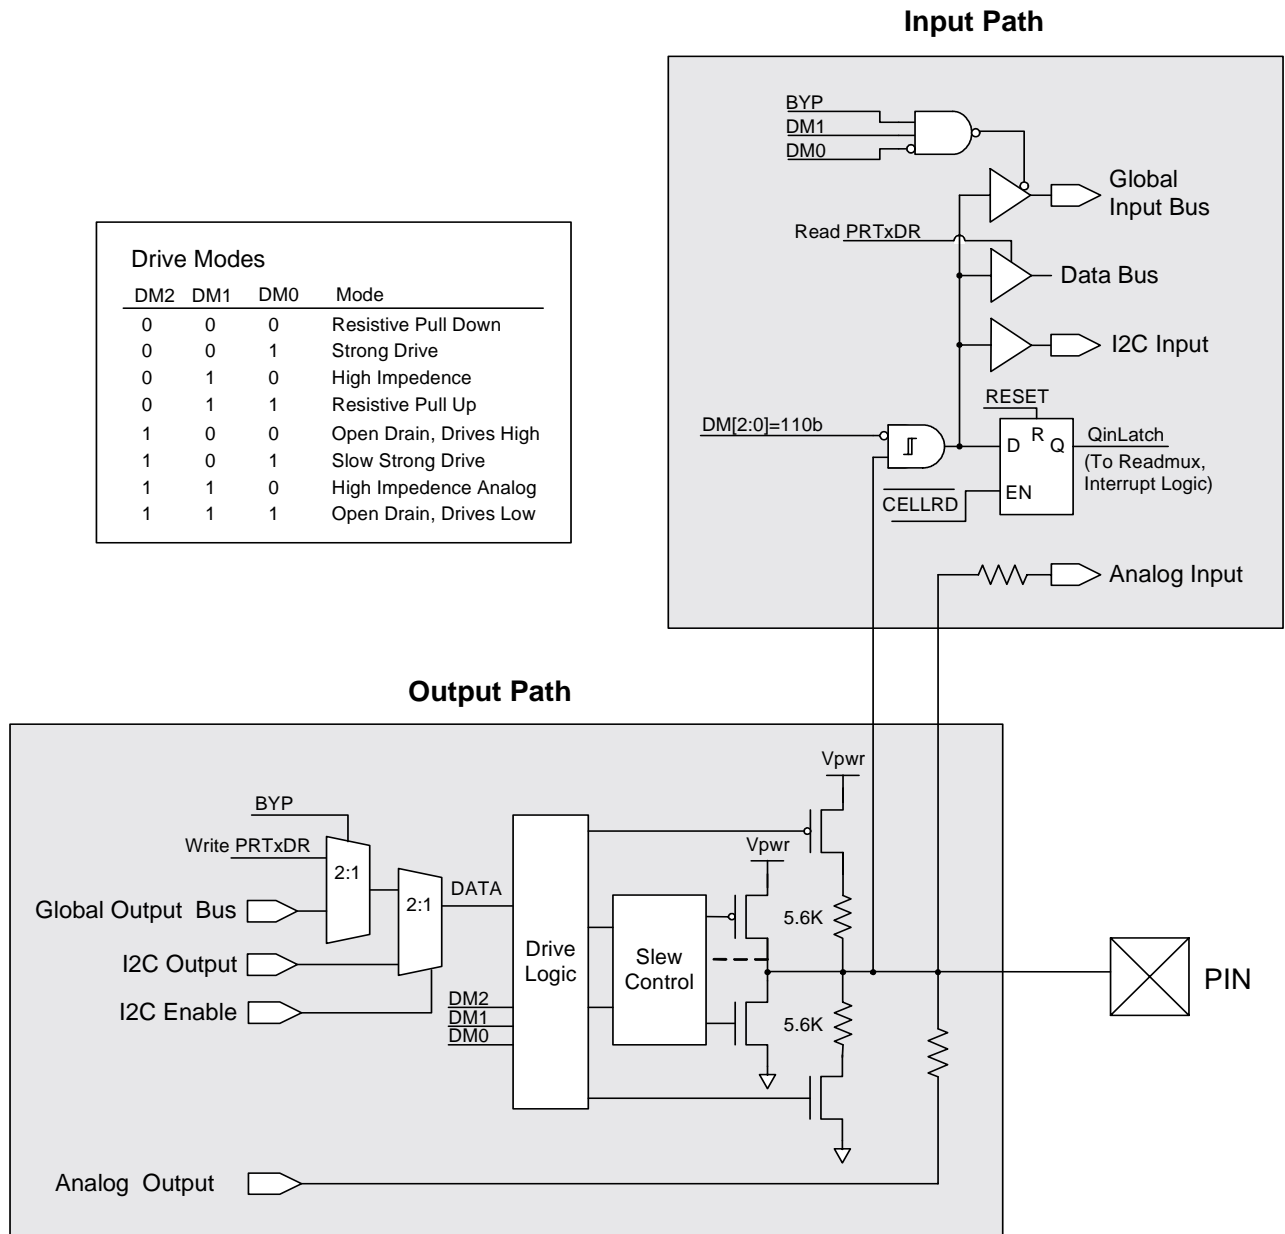 Input Path
BYP
DM1
DM0
Global
Input Bus
Read PRTxDR
Data Bus
I2C Input
RESET
DM[2:0]=110b
D R Q
EN
QinLatch
(To Readmux,
Interrupt Logic)
CELLRD
Analog Input
Drive Modes
DM2 DM1 DM0 Mode
0 0 0 Resistive Pull Down
0 0 1 Strong Drive
0 1 0 High Impedence
0 1 1 Resistive Pull Up
1 0 0 Open Drain, Drives High
1 0 1 Slow Strong Drive
1 1 0 High Impedence Analog
1 1 1 Open Drain, Drives Low
Output Path
BYP
Write PRTxDR
2:1
Global Output Bus
2:1
DATA
I2C Output
I2C Enable
DM2
DM1
DM0
Drive
Logic
Slew
Control
Vpwr
Vpwr
5.6K
5.6K
PIN
Analog Output